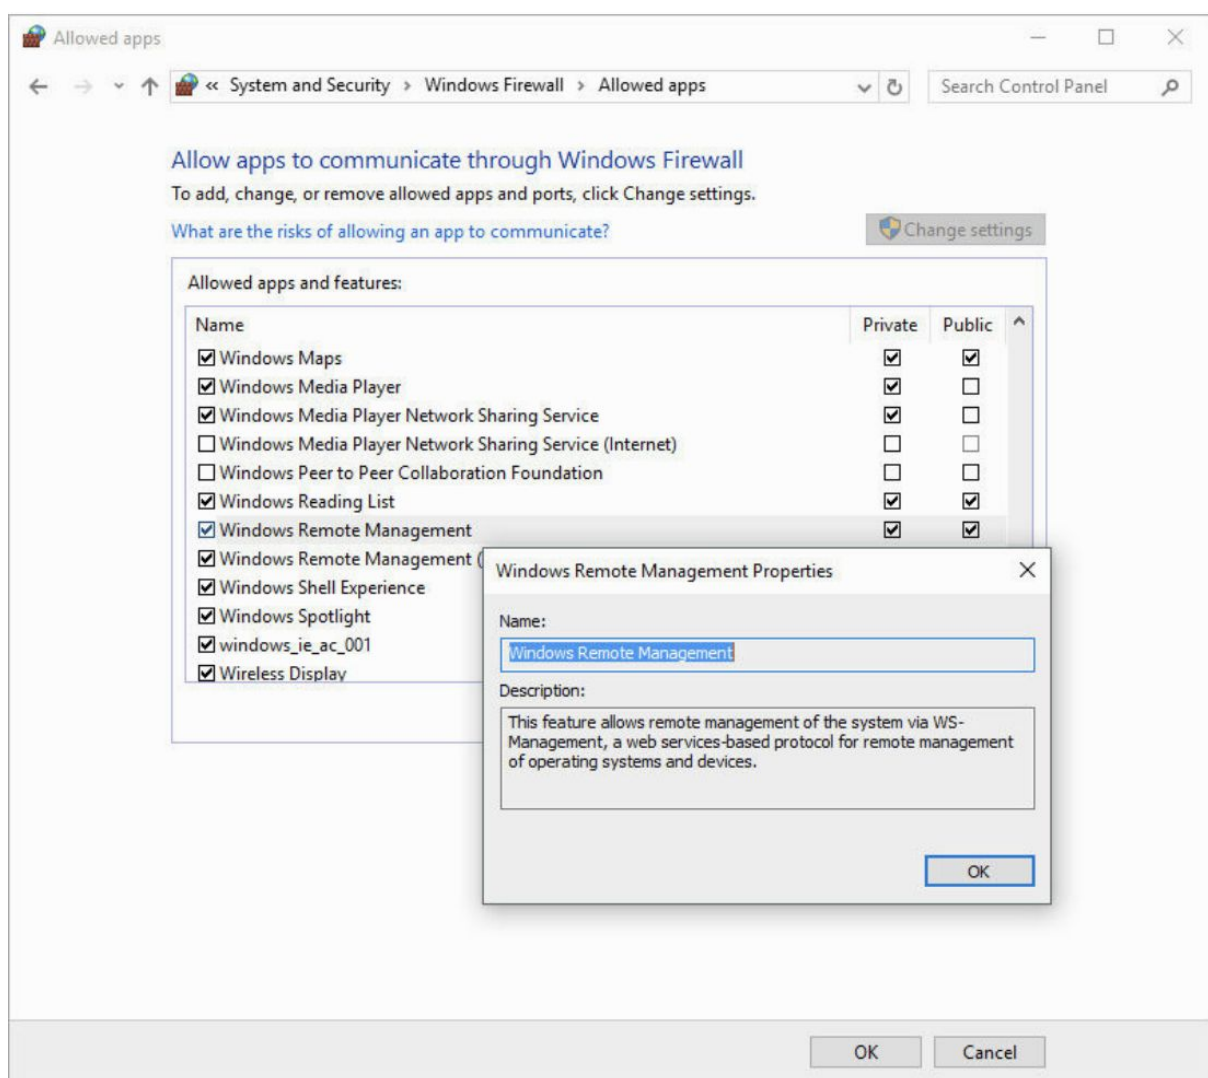 Allowed apps
« System and Security › Windows Firewall › Allowed apps
Search Control Panel
Allow apps to communicate through Windows Firewall
To add, change, or remove allowed apps and ports, click Change settings.
What are the risks of allowing an app to communicate?
Change settings
Allowed apps and features:
Name Private Public
Windows Maps
Windows Media Player
Windows Media Player Network Sharing Service
Windows Media Player Network Sharing Service (Internet)
Windows Peer to Peer Collaboration Foundation
Windows Reading List
Windows Remote Management
Windows Remote Management (
Windows Shell Experience
Windows Spotlight
windows_ie_ac_001
Wireless Display
Windows Remote Management Properties
Name:
Windows Remote Management
Description:
This feature allows remote management of the system via WS-
Management, a web services-based protocol for remote management
of operating systems and devices.
OK
OK Cancel